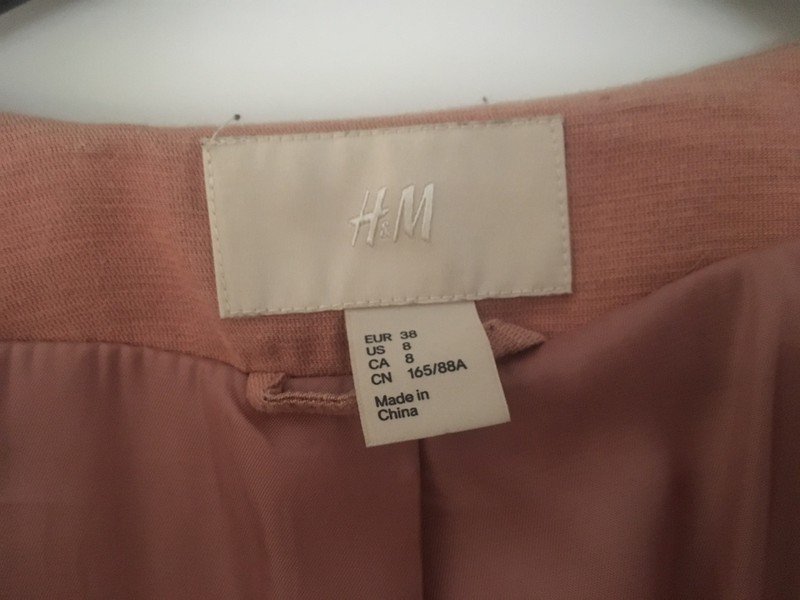 H&M
EUR 38
US 8
CA 8
CN 165/88A
Made in
China